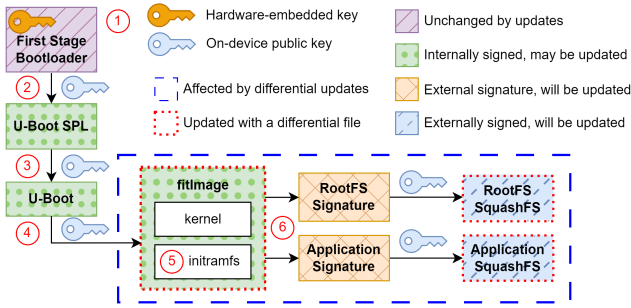 1
Hardware-embedded key
On-device public key
Affected by differential updates
Updated with a differential file
Unchanged by updates
Internally signed, may be updated
External signature, will be updated
Externally signed, will be updated
First Stage
Bootloader
2
U-Boot SPL
3
U-Boot
4
fitImage
kernel
5
initramfs
6
RootFS
Signature
RootFS
SquashFS
Application
Signature
Application
SquashFS